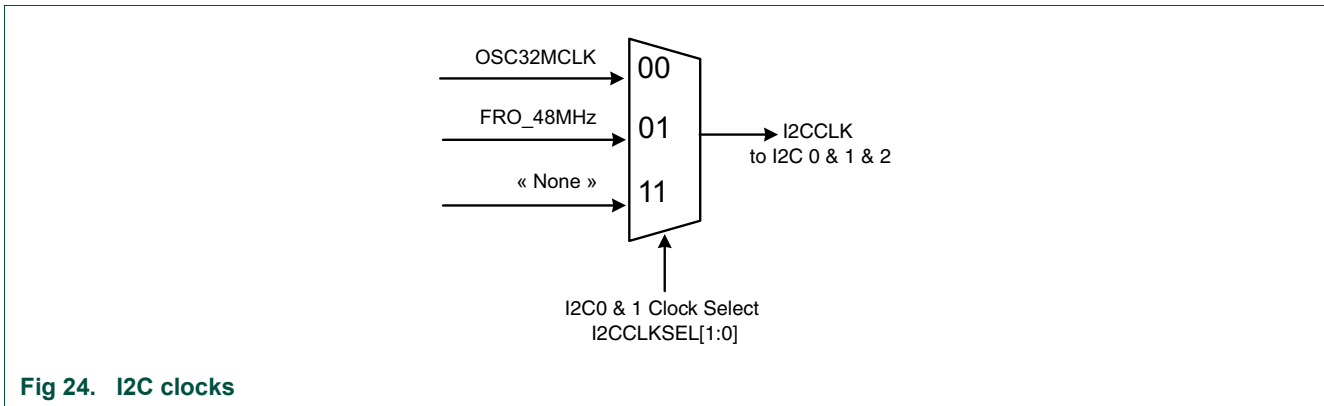 OSC32MCLK
00
FRO_48MHz
01
I2CCLK
to I2C 0 & 1 & 2
« None »
11
I2C0 & 1 Clock Select
I2CCLKSEL[1:0]
Fig 24. I2C clocks